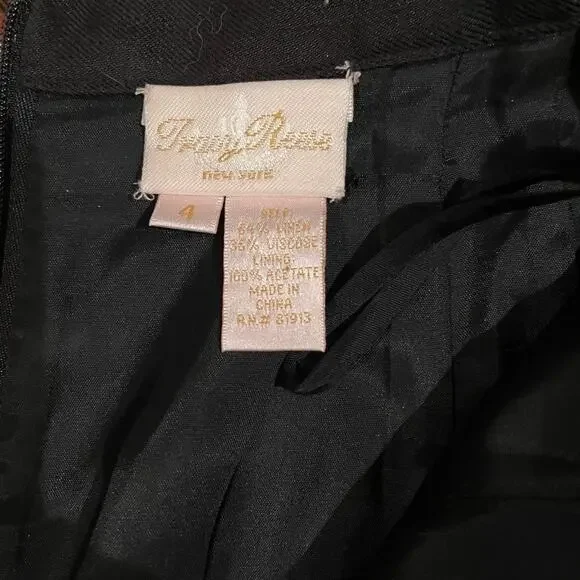 Tracy Reese
new york
4
SELF:
64% LINEN
36% VISCOSE
LINING:
100% ACETATE
MADE IN
CHINA
R.N.# 81913